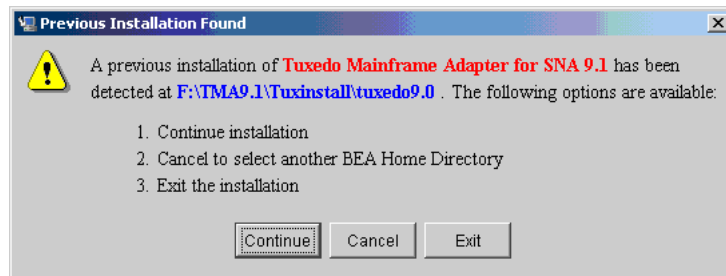 Previous Installation Found
A previous installation of Tuxedo Mainframe Adapter for SNA 9.1 has been
detected at F:\TMA9.1\Tuxinstall\tuxedo9.0 . The following options are available:
1. Continue installation
2. Cancel to select another BEA Home Directory
3. Exit the installation
Continue Cancel Exit